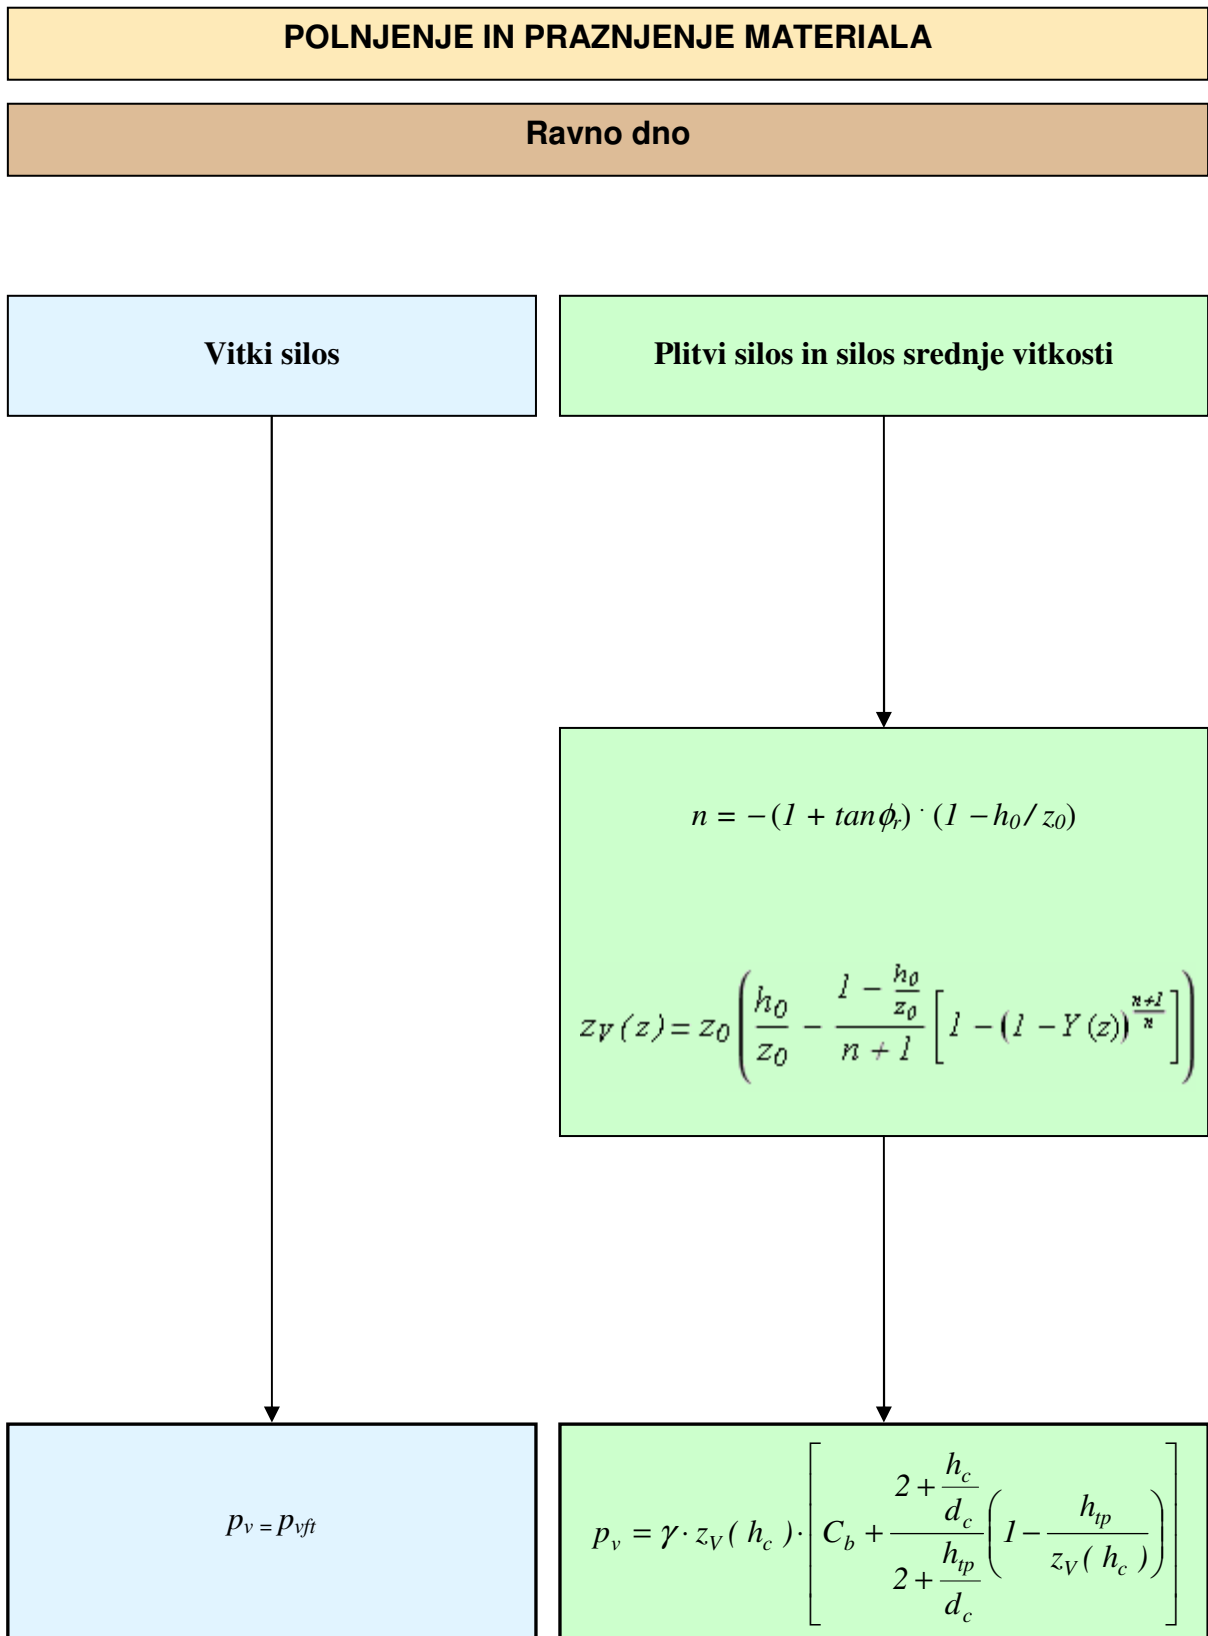 POLNJENJE IN PRAZNJENJE MATERIALA
Ravno dno
Vitki silos
Plitvi silos in silos srednje vitkosti
n = −(1 + tanϕr) · (1 − h0 / z0)
zV(z) = z0 (h0/z0 − (1 − h0/z0)/(n + 1) [1 − (1 − Y(z))^((n+1)/n)])
pv = pvft
pv = γ · zV( hc ) · [Cb + (2 + hc/dc)/(2 + htp/dc) (1 − htp/zV( hc ))]